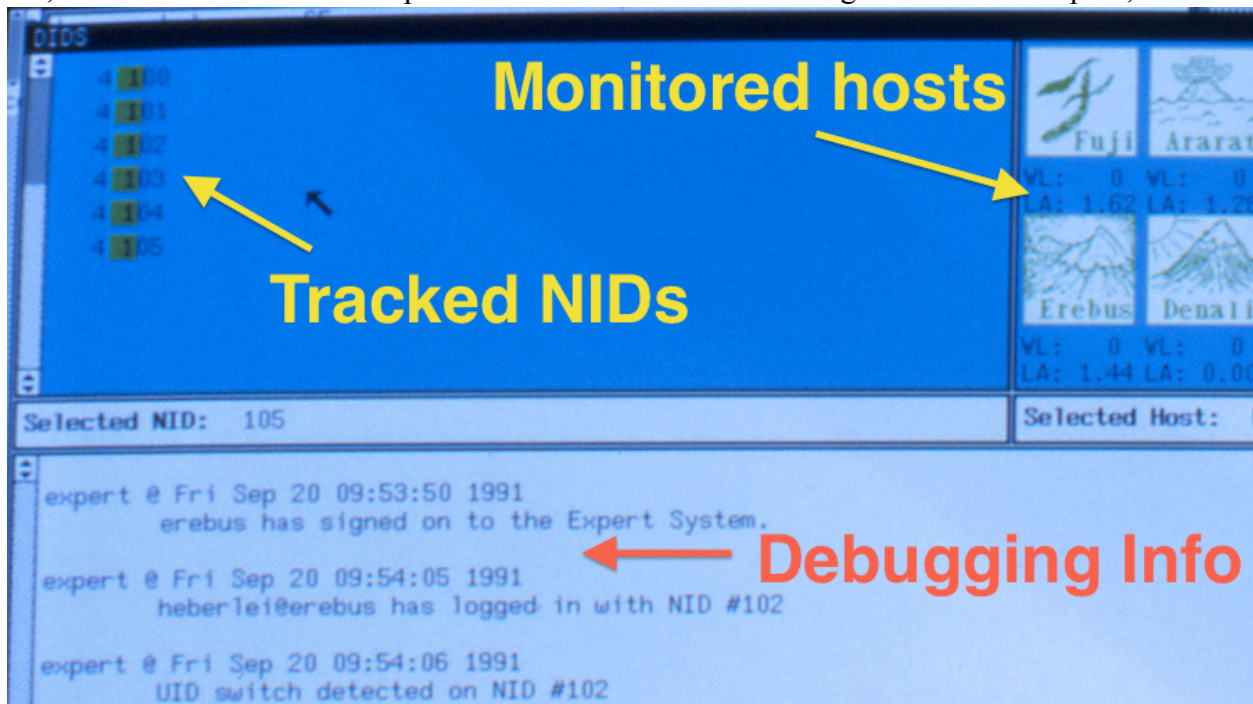 DIDS
4 100
4 101
4 102
4 103
4 104
4 105
Monitored hosts
Tracked NIDs
Fuji
Ararat
WL: 0 WL: 0
LA: 1.62 LA: 1.28
Erebus
Denali
WL: 0 WL: 0
LA: 1.44 LA: 0.00
Selected NID: 105
Selected Host:
expert @ Fri Sep 20 09:53:50 1991
erebus has signed on to the Expert System.
Debugging Info
expert @ Fri Sep 20 09:54:05 1991
heberlei@erebus has logged in with NID #102
expert @ Fri Sep 20 09:54:06 1991
UID switch detected on NID #102